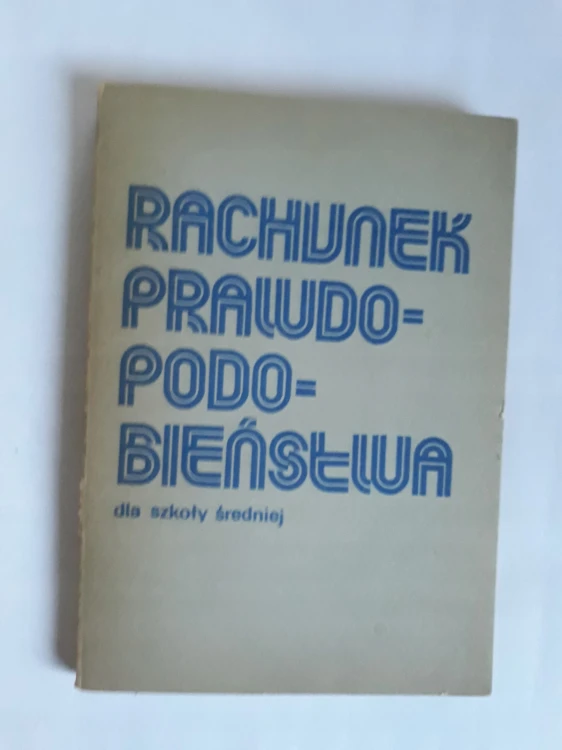 RACHUNEK
PRAWDO=
PODO=
BIEŃSTWA
dla szkoły średniej